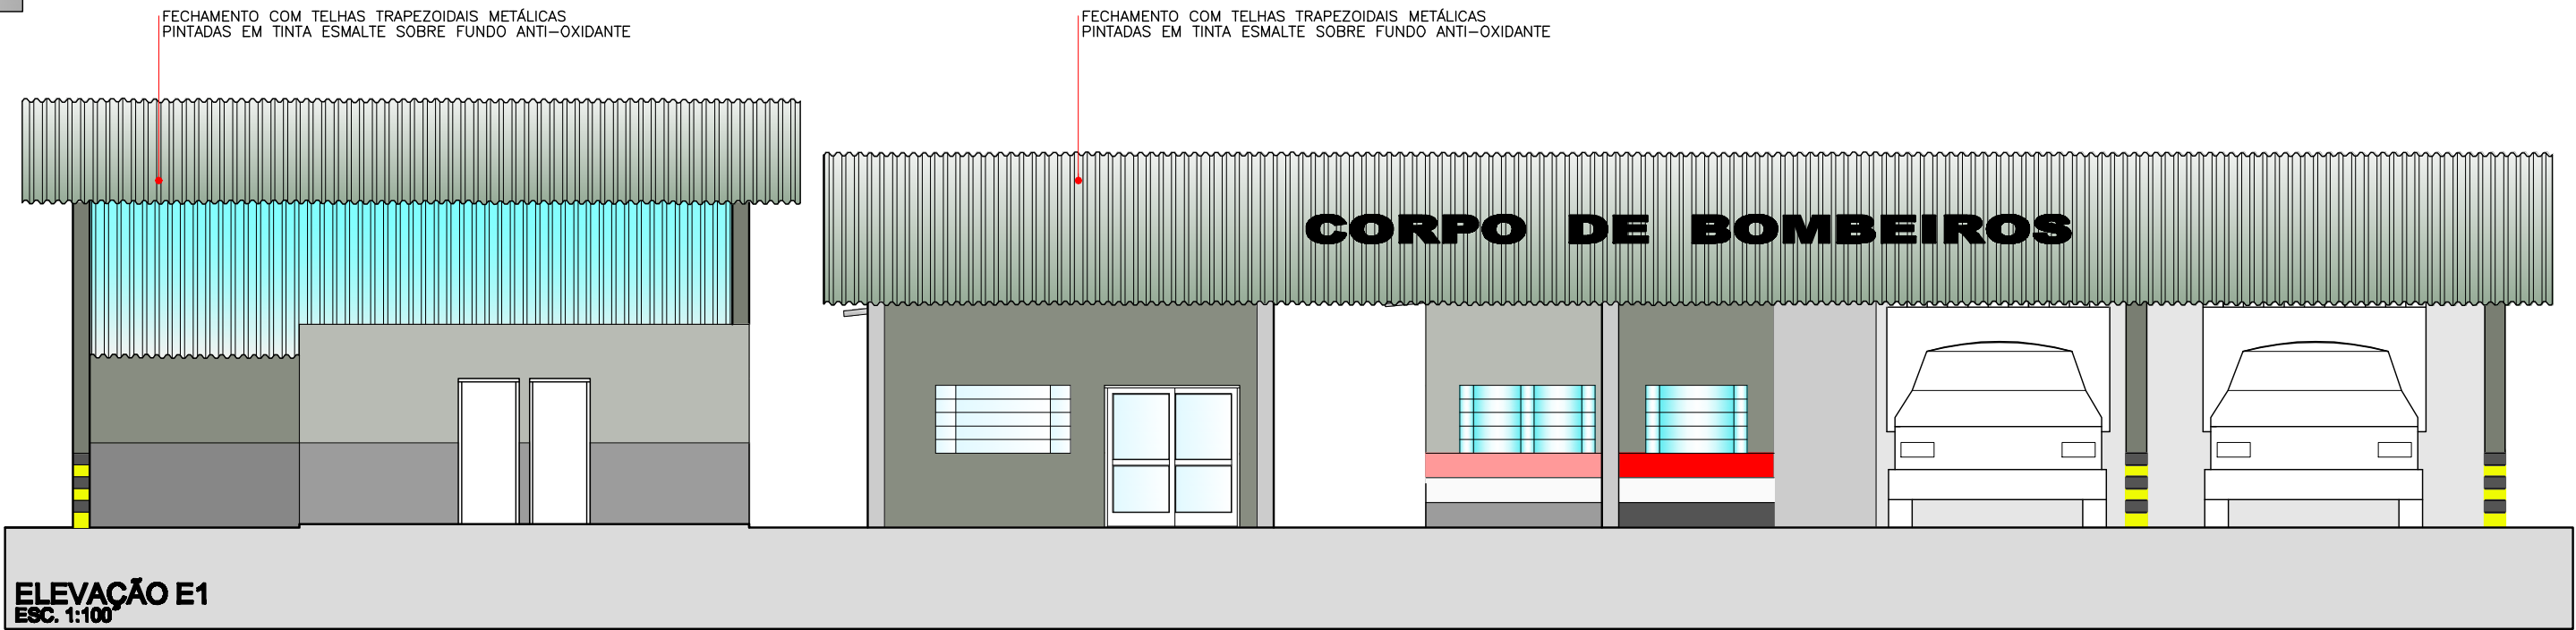 FECHAMENTO COM TELHAS TRAPEZOIDAIS METÁLICAS
PINTADAS EM TINTA ESMALTE SOBRE FUNDO ANTI-OXIDANTE
FECHAMENTO COM TELHAS TRAPEZOIDAIS METÁLICAS
PINTADAS EM TINTA ESMALTE SOBRE FUNDO ANTI-OXIDANTE
CORPO DE BOMBEIROS
ELEVAÇÃO E1
ESC. 1:100